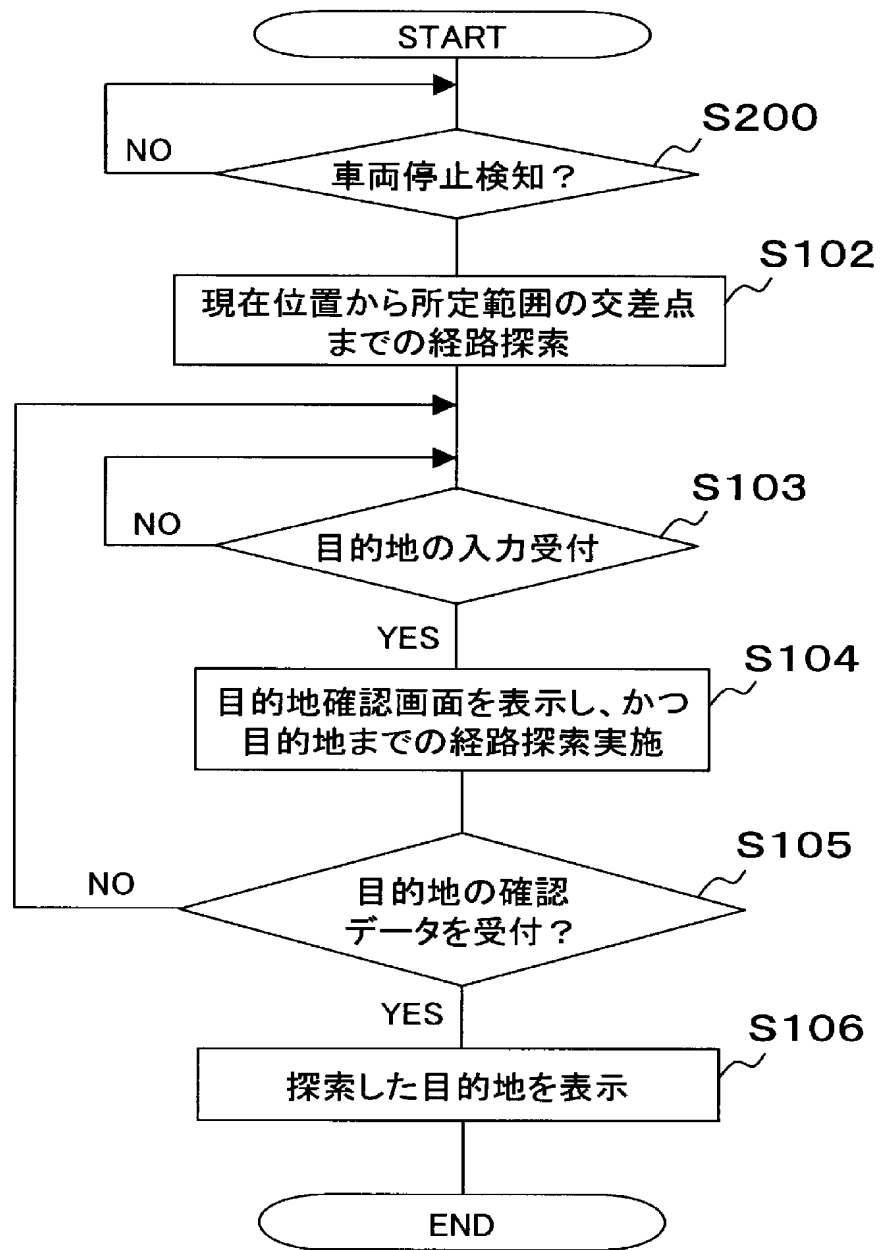 START
S200
NO
車両停止検知？
S102
現在位置から所定範囲の交差点
までの経路探索
S103
NO
目的地の入力受付
YES
S104
目的地確認画面を表示し、かつ
目的地までの経路探索実施
S105
NO
目的地の確認
データを受付？
YES
S106
探索した目的地を表示
END